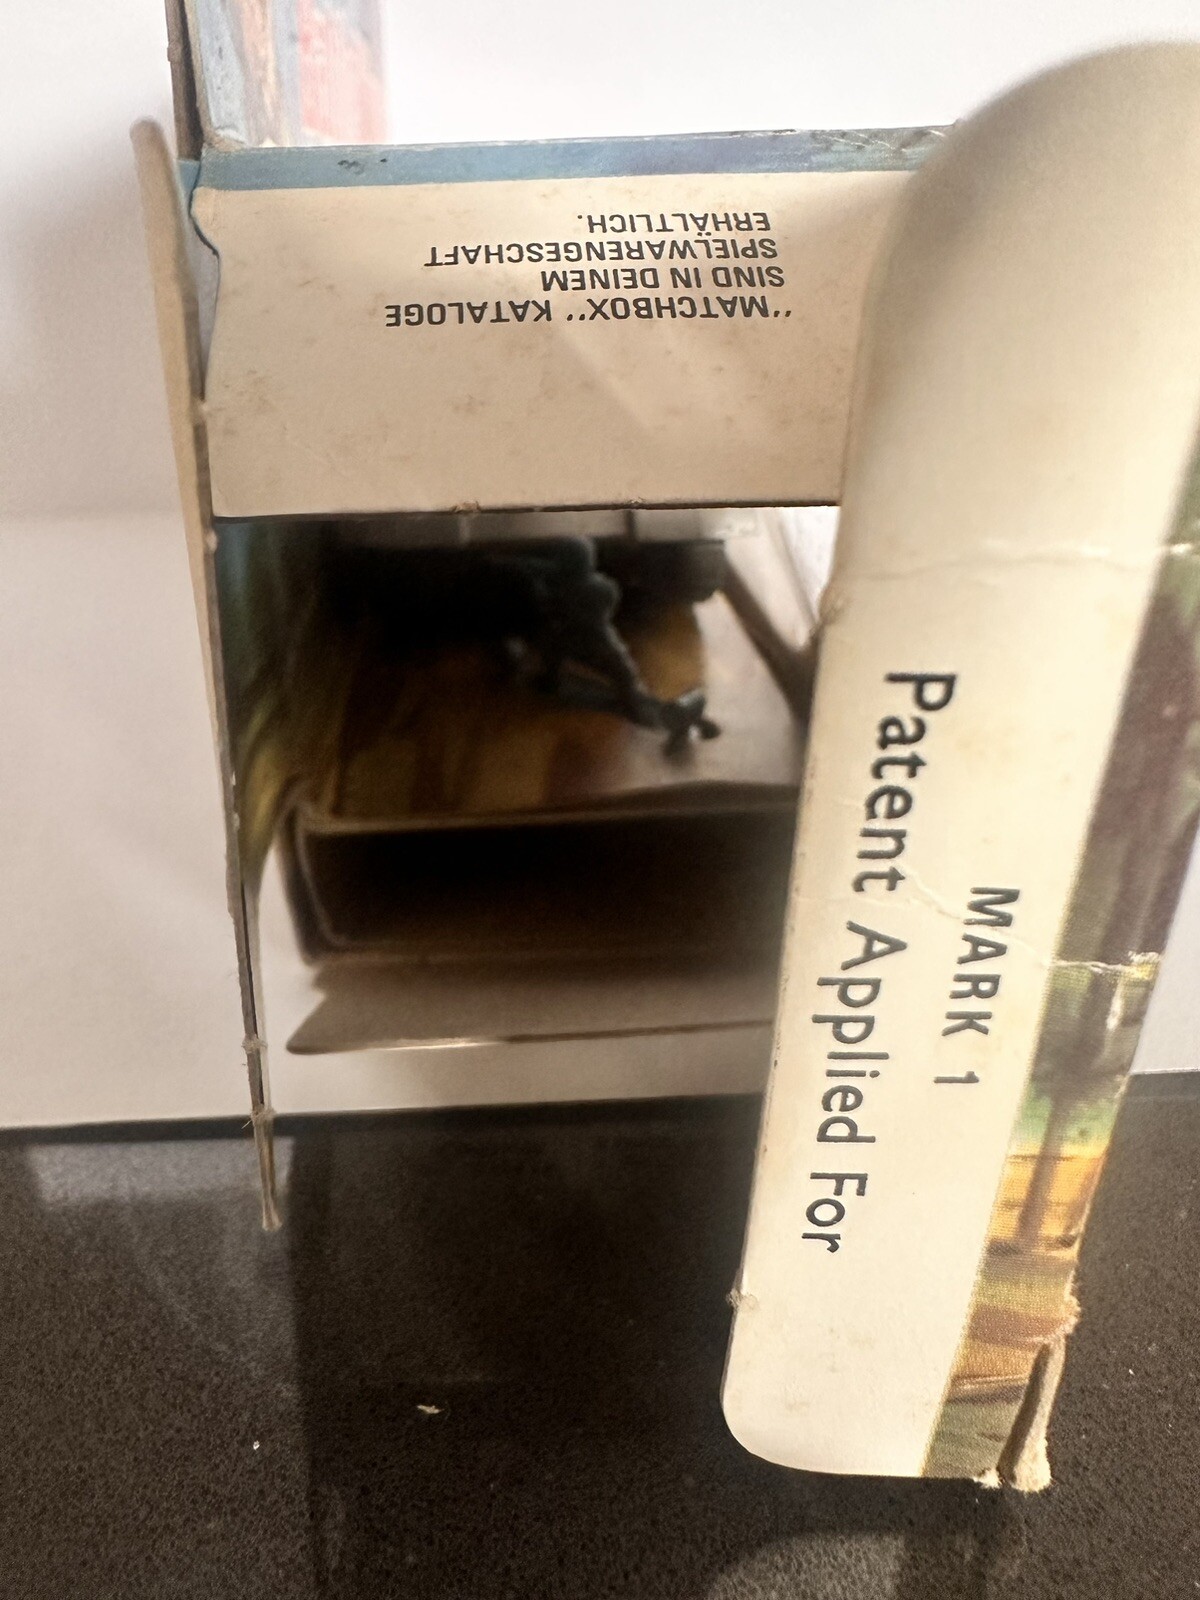 "MATCHBOX" KATALOGE
SIND IN DEINEM
SPIELWARENGESCHAFT
ERHÄLTLICH.
MARK 1
Patent Applied For